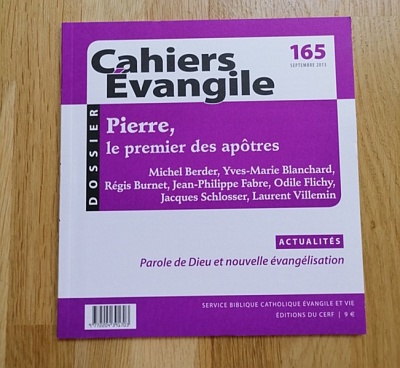 Cahiers
Évangile
165
SEPTEMBRE 2013
DOSSIER
Pierre,
le premier des apôtres
Michel Berder, Yves-Marie Blanchard,
Régis Burnet, Jean-Philippe Fabre, Odile Flichy,
Jacques Schlosser, Laurent Villemin
ACTUALITÉS
Parole de Dieu et nouvelle évangélisation
SERVICE BIBLIQUE CATHOLIQUE ÉVANGILE ET VIE
ÉDITIONS DU CERF | 9 €